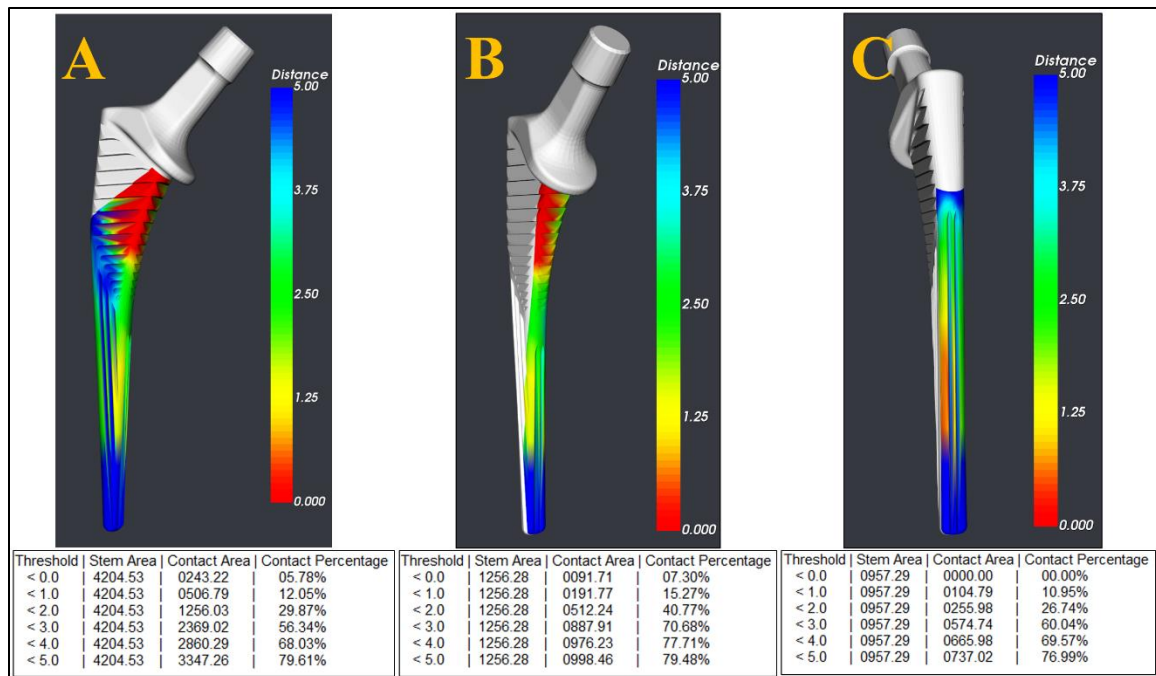 A
Distance
5.00
3.75
2.50
1.25
0.000
B
Distance
5.00
3.75
2.50
1.25
0.000
C
Distance
5.00
3.75
2.50
1.25
0.000
Threshold | Stem Area | Contact Area | Contact Percentage
< 0.0 | 4204.53 | 0243.22 | 05.78%
< 1.0 | 4204.53 | 0506.79 | 12.05%
< 2.0 | 4204.53 | 1256.03 | 29.87%
< 3.0 | 4204.53 | 2369.02 | 56.34%
< 4.0 | 4204.53 | 2860.29 | 68.03%
< 5.0 | 4204.53 | 3347.26 | 79.61%
Threshold | Stem Area | Contact Area | Contact Percentage
< 0.0 | 1256.28 | 0091.71 | 07.30%
< 1.0 | 1256.28 | 0191.77 | 15.27%
< 2.0 | 1256.28 | 0512.24 | 40.77%
< 3.0 | 1256.28 | 0887.91 | 70.68%
< 4.0 | 1256.28 | 0976.23 | 77.71%
< 5.0 | 1256.28 | 0998.46 | 79.48%
Threshold | Stem Area | Contact Area | Contact Percentage
< 0.0 | 0957.29 | 0000.00 | 00.00%
< 1.0 | 0957.29 | 0104.79 | 10.95%
< 2.0 | 0957.29 | 0255.98 | 26.74%
< 3.0 | 0957.29 | 0574.74 | 60.04%
< 4.0 | 0957.29 | 0665.98 | 69.57%
< 5.0 | 0957.29 | 0737.02 | 76.99%